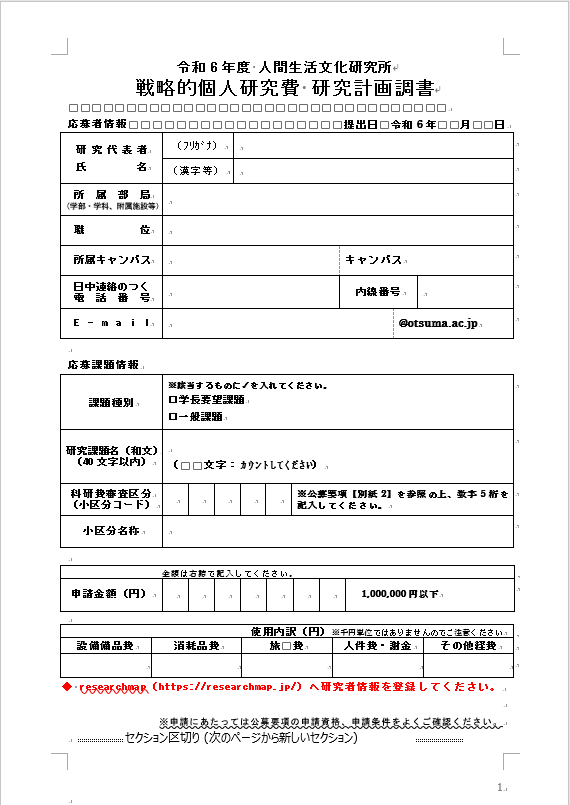 令和６年度 人間生活文化研究所
戦略的個人研究費 研究計画調書
□□□□□□□□□□□□□□□□□□□□□□□□□□□□□□□□□□
応募者情報□□□□□□□□□□□□□□□□□□提出日□令和６年□□月□□日
研究代表者
氏名
（ﾌﾘｶﾞﾅ）
（漢字等）
所属部局
（学部・学科、附属施設等）
職位
所属キャンパス
キャンパス
日中連絡のつく
電話番号
内線番号
E-mail
@otsuma.ac.jp
応募課題情報
課題種別
※該当するものに✓を入れてください。
□学長要望課題
□一般課題
研究課題名（和文）
（40文字以内）
（□□文字：ｶｳﾝﾄしてください）
科研費審査区分
（小区分コード）
※公募要項【別紙２】を参照の上、数字５桁を
記入してください。
小区分名称
金額は右詰で記入してください。
申請金額（円）
1,000,000円以下
使用内訳（円）※千円単位ではありませんのでご注意ください
設備備品費 消耗品費 旅□費 人件費・謝金 その他経費
◆ researchmap（https://researchmap.jp/）へ研究者情報を登録してください。
※申請にあたっては公募要項の申請資格、申請条件をよくご確認ください。
セクション区切り (次のページから新しいセクション)
1